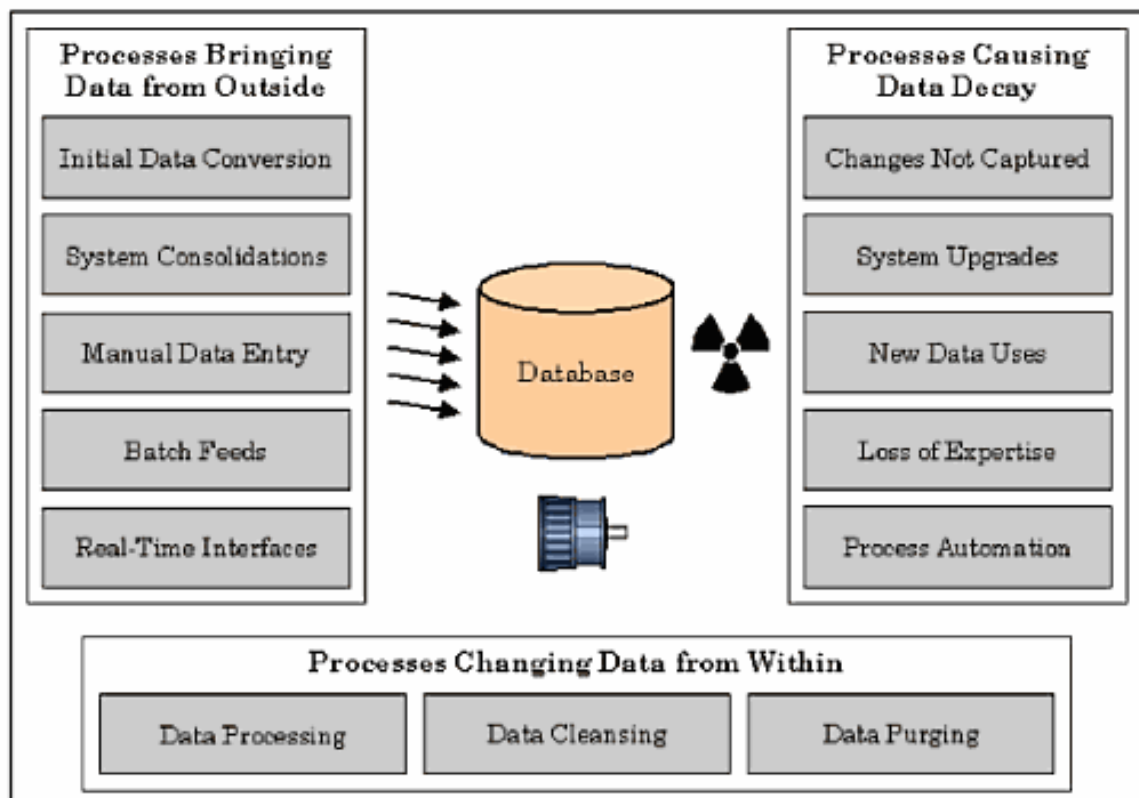 Processes Bringing
Data from Outside
Initial Data Conversion
System Consolidations
Manual Data Entry
Batch Feeds
Real-Time Interfaces
Database
Processes Causing
Data Decay
Changes Not Captured
System Upgrades
New Data Uses
Loss of Expertise
Process Automation
Processes Changing Data from Within
Data Processing
Data Cleansing
Data Purging